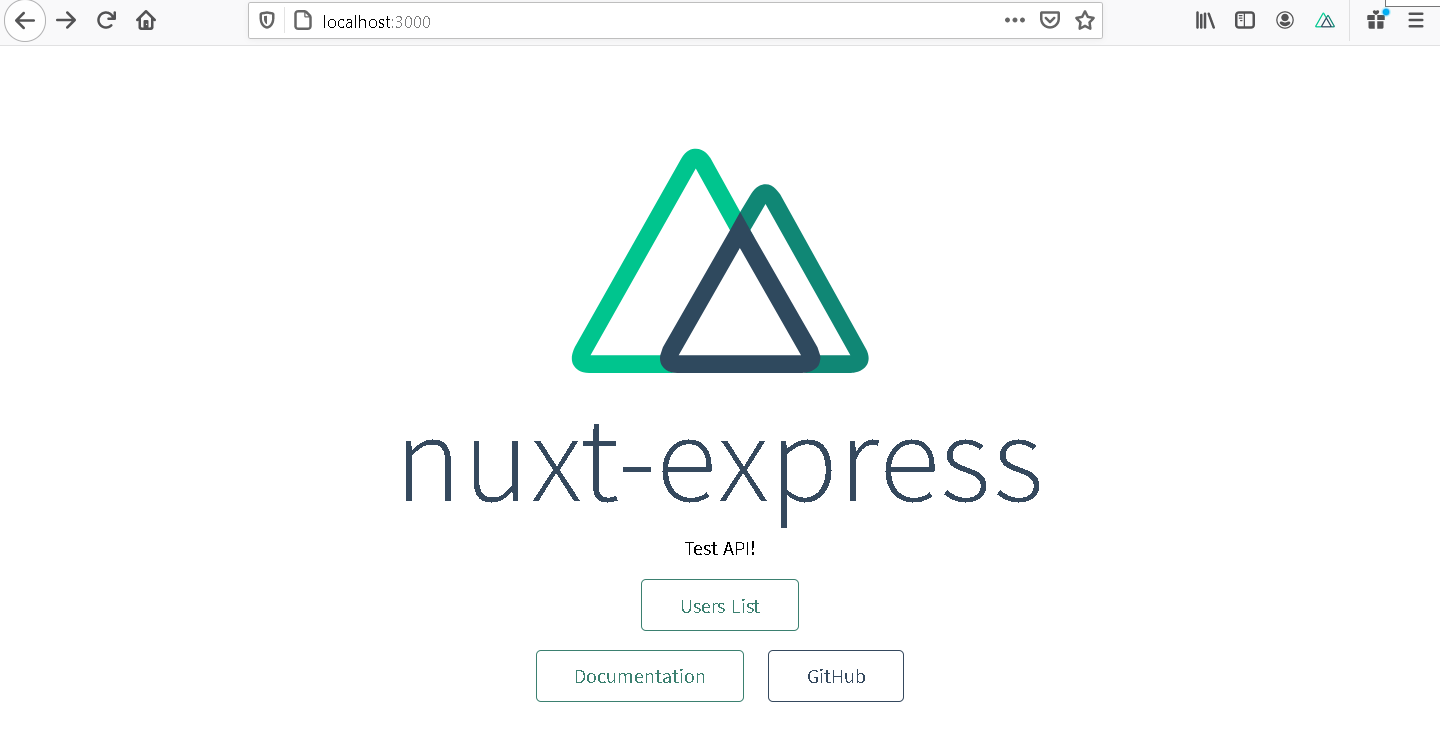 localhost:3000
nuxt-express
Test API!
Users List
Documentation GitHub